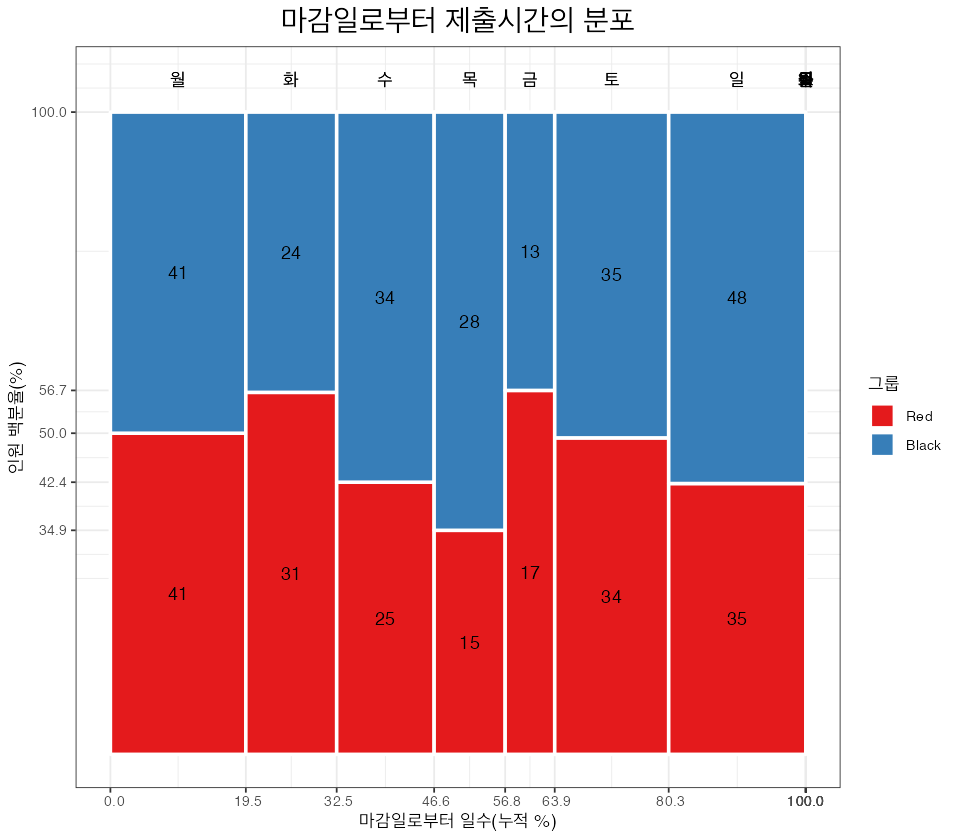 마감일로부터 제출시간의 분포
월 화 수 목 금 토 일
100.0
56.7
50.0
42.4
34.9
인원 백분율(%)
41 24 34 28 13 35 48
41 31 25 15 17 34 35
0.0 19.5 32.5 46.6 56.8 63.9 80.3 100.0
마감일로부터 일수(누적 %)
그룹
Red
Black